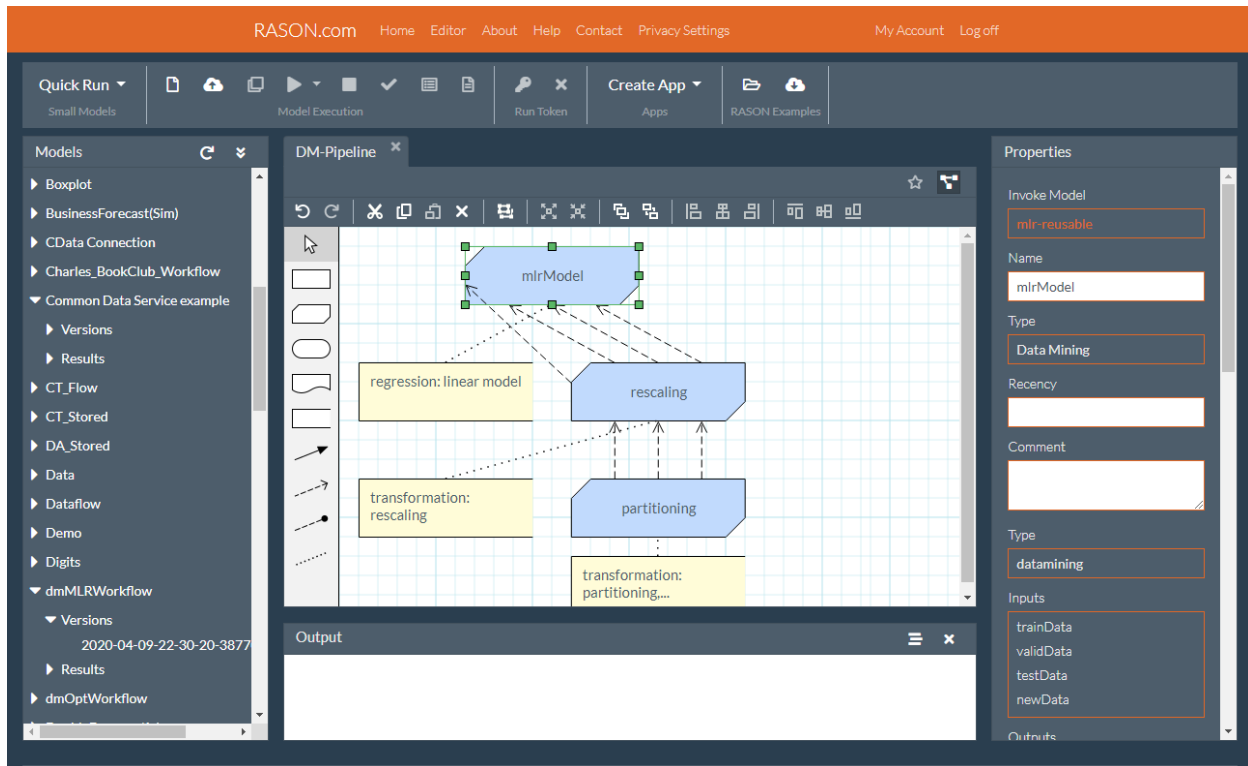 RASON.com Home Editor About Help Contact Privacy Settings My Account Log off
Quick Run Create App
Small Models Model Execution Run Token Apps RASON Examples
Models
Boxplot
BusinessForecast(Sim)
CData Connection
Charles_BookClub_Workflow
Common Data Service example
Versions
Results
CT_Flow
CT_Stored
DA_Stored
Data
Dataflow
Demo
Digits
dmMLRWorkflow
Versions
2020-04-09-22-30-20-3877
Results
dmOptWorkflow
DM-Pipeline
mlrModel
regression: linear model
rescaling
transformation:
rescaling
partitioning
transformation:
partitioning,...
Output
Properties
Invoke Model
mlr-reusable
Name
mlrModel
Type
Data Mining
Recency
Comment
Type
datamining
Inputs
trainData
validData
testData
newData
Outputs